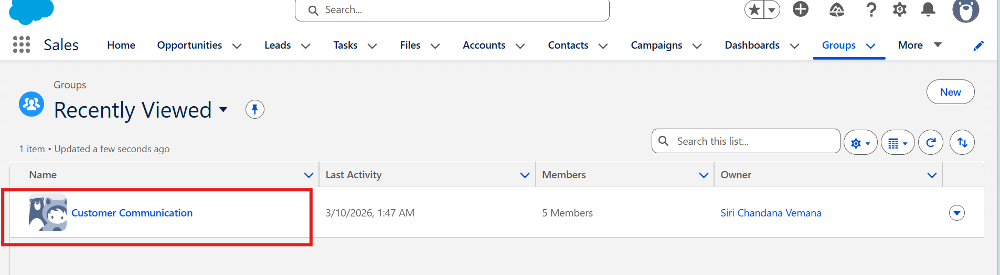 Search...
Sales Home Opportunities Leads Tasks Files Accounts Contacts Campaigns Dashboards Groups More
Groups
Recently Viewed
New
1 item • Updated a few seconds ago
Search this list...
Name Last Activity Members Owner
Customer Communication 3/10/2026, 1:47 AM 5 Members Siri Chandana Vemana